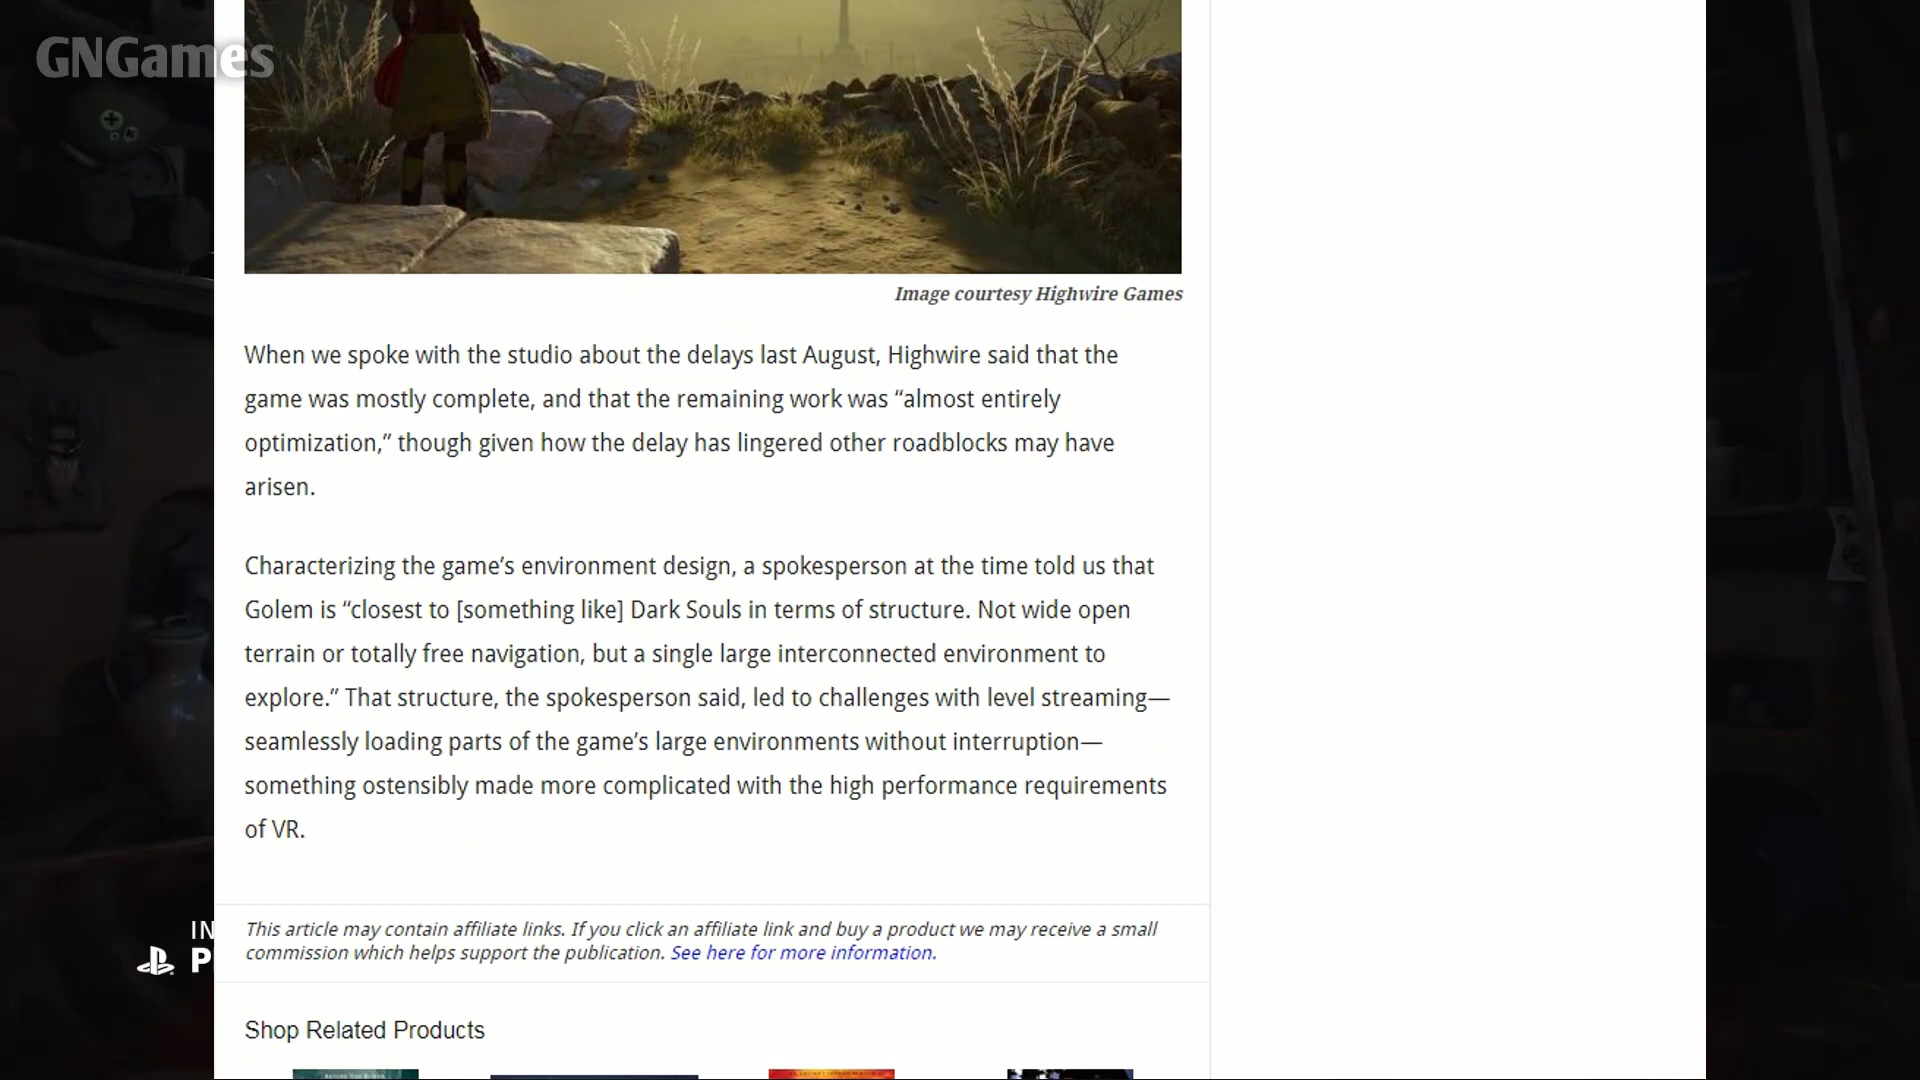 GNGames
Image courtesy Highwire Games
When we spoke with the studio about the delays last August, Highwire said that the
game was mostly complete, and that the remaining work was “almost entirely
optimization,” though given how the delay has lingered other roadblocks may have
arisen.
Characterizing the game’s environment design, a spokesperson at the time told us that
Golem is “closest to [something like] Dark Souls in terms of structure. Not wide open
terrain or totally free navigation, but a single large interconnected environment to
explore.” That structure, the spokesperson said, led to challenges with level streaming—
seamlessly loading parts of the game’s large environments without interruption—
something ostensibly made more complicated with the high performance requirements
of VR.
IN
P
This article may contain affiliate links. If you click an affiliate link and buy a product we may receive a small
commission which helps support the publication. See here for more information.
Shop Related Products